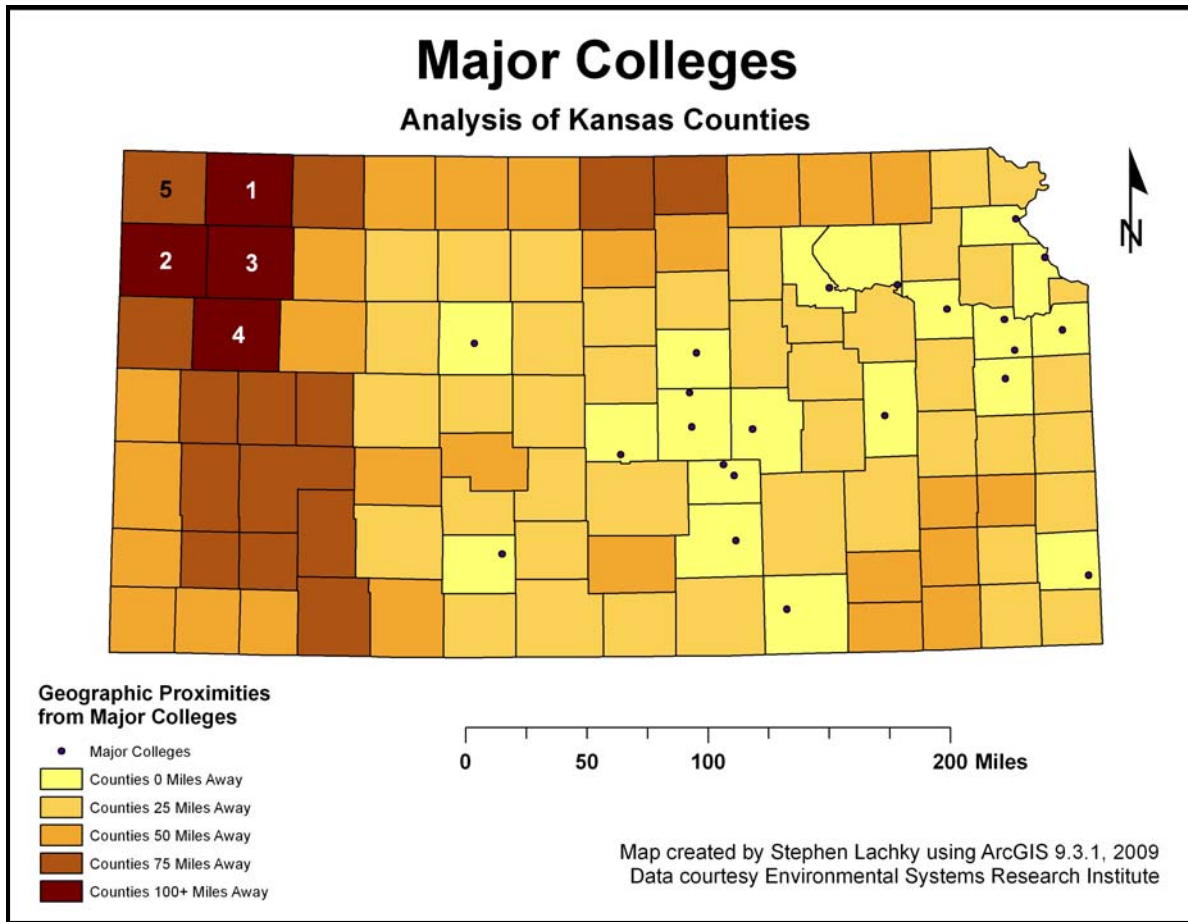 Major Colleges
Analysis of Kansas Counties
5
1
2
3
4
N
Geographic Proximities
from Major Colleges
Major Colleges
Counties 0 Miles Away
Counties 25 Miles Away
Counties 50 Miles Away
Counties 75 Miles Away
Counties 100+ Miles Away
0 50 100 200 Miles
Map created by Stephen Lachky using ArcGIS 9.3.1, 2009
Data courtesy Environmental Systems Research Institute